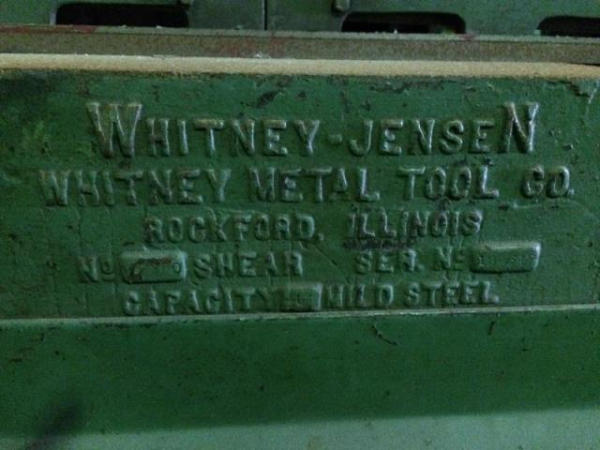 WHITNEY-JENSEN
WHITNEY METAL TOOL CO.
ROCKFORD, ILLINOIS
No SHEAR SER. No
CAPACITY MILD STEEL